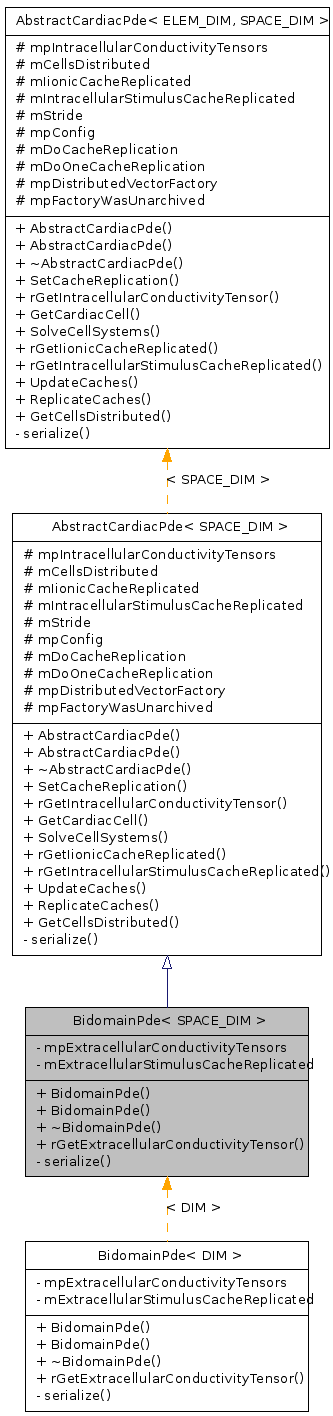 AbstractCardiacPde< ELEM_DIM, SPACE_DIM >
# mpIntracellularConductivityTensors
# mCellsDistributed
# mIionicCacheReplicated
# mIntracellularStimulusCacheReplicated
# mStride
# mpConfig
# mDoCacheReplication
# mDoOneCacheReplication
# mpDistributedVectorFactory
# mpFactoryWasUnarchived
+ AbstractCardiacPde()
+ AbstractCardiacPde()
+ ~AbstractCardiacPde()
+ SetCacheReplication()
+ rGetIntracellularConductivityTensor()
+ GetCardiacCell()
+ SolveCellSystems()
+ rGetIionicCacheReplicated()
+ rGetIntracellularStimulusCacheReplicated()
+ UpdateCaches()
+ ReplicateCaches()
+ GetCellsDistributed()
- serialize()
< SPACE_DIM >
AbstractCardiacPde< SPACE_DIM >
# mpIntracellularConductivityTensors
# mCellsDistributed
# mIionicCacheReplicated
# mIntracellularStimulusCacheReplicated
# mStride
# mpConfig
# mDoCacheReplication
# mDoOneCacheReplication
# mpDistributedVectorFactory
# mpFactoryWasUnarchived
+ AbstractCardiacPde()
+ AbstractCardiacPde()
+ ~AbstractCardiacPde()
+ SetCacheReplication()
+ rGetIntracellularConductivityTensor()
+ GetCardiacCell()
+ SolveCellSystems()
+ rGetIionicCacheReplicated()
+ rGetIntracellularStimulusCacheReplicated()
+ UpdateCaches()
+ ReplicateCaches()
+ GetCellsDistributed()
- serialize()
BidomainPde< SPACE_DIM >
- mpExtracellularConductivityTensors
- mExtracellularStimulusCacheReplicated
+ BidomainPde()
+ BidomainPde()
+ ~BidomainPde()
+ rGetExtracellularConductivityTensor()
- serialize()
< DIM >
BidomainPde< DIM >
- mpExtracellularConductivityTensors
- mExtracellularStimulusCacheReplicated
+ BidomainPde()
+ BidomainPde()
+ ~BidomainPde()
+ rGetExtracellularConductivityTensor()
- serialize()